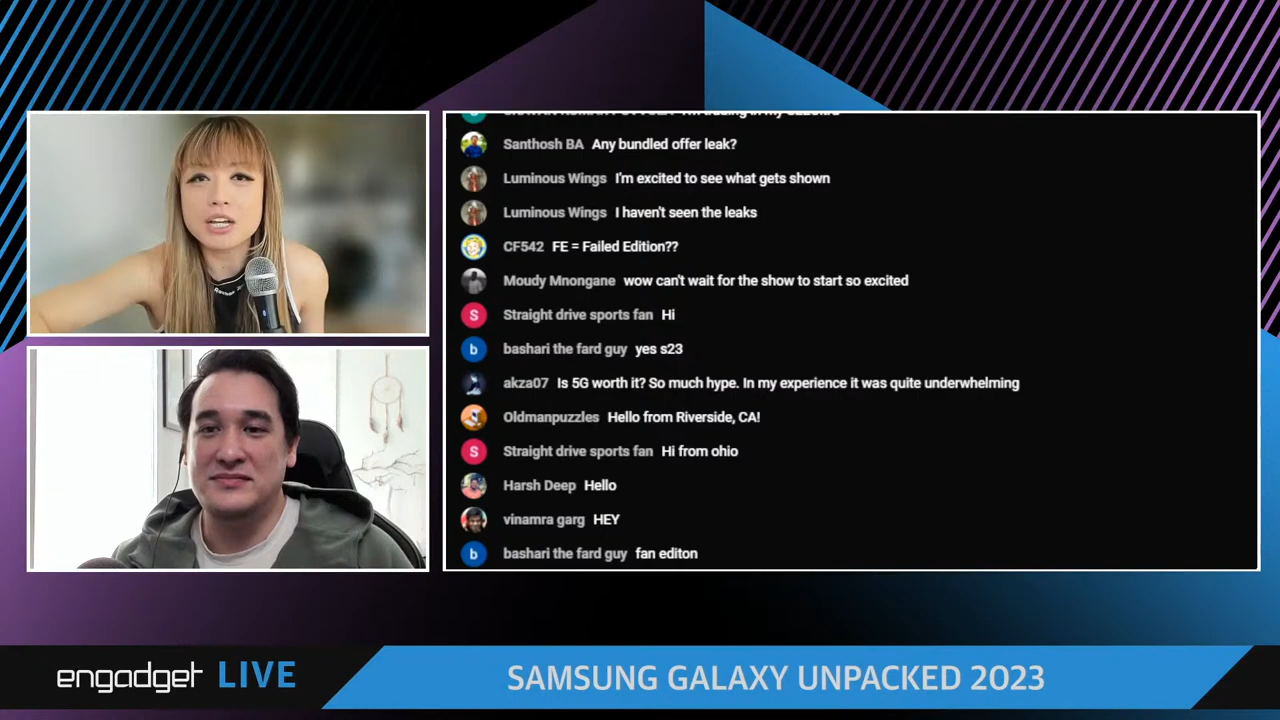 Santhosh BA Any bundled offer leak?
Luminous Wings I'm excited to see what gets shown
Luminous Wings I haven't seen the leaks
CF542 FE = Failed Edition??
Moudy Mnongane wow can't wait for the show to start so excited
S Straight drive sports fan Hi
b bashari the fard guy yes s23
akza07 Is 5G worth it? So much hype. In my experience it was quite underwhelming
Oldmanpuzzles Hello from Riverside, CA!
S Straight drive sports fan Hi from ohio
Harsh Deep Hello
vinamra garg HEY
b bashari the fard guy fan editon
engadget LIVE
SAMSUNG GALAXY UNPACKED 2023